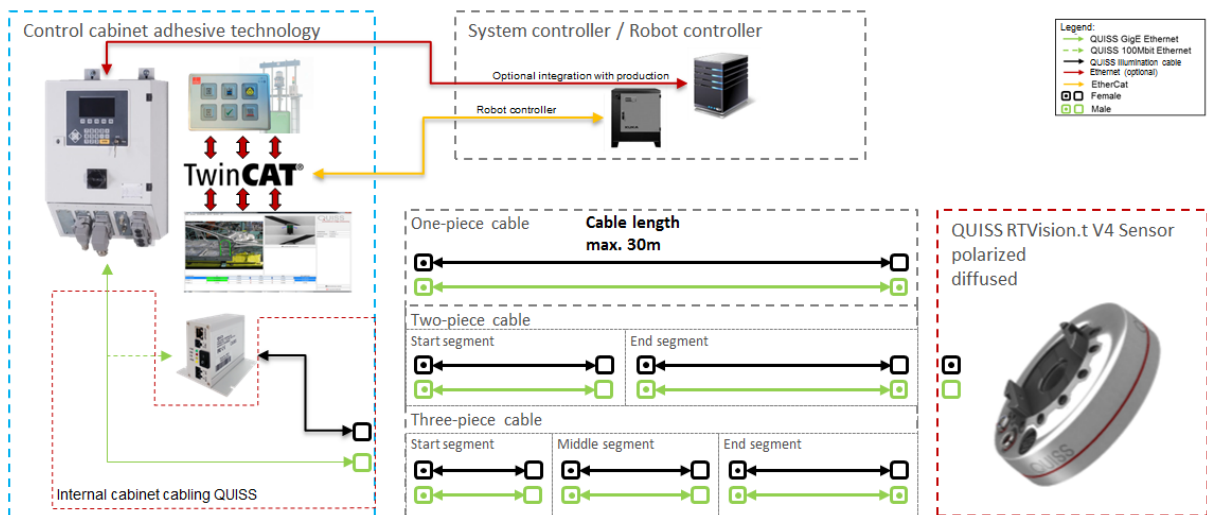 Control cabinet adhesive technology
TwinCAT®
Internal cabinet cabling QUISS
System controller / Robot controller
Optional integration with production
Robot controller
Legend:
QUISS GigE Ethernet
QUISS 100Mbit Ethernet
QUISS Illumination cable
Ethernet (optional)
EtherCat
Female
Male
One-piece cable
Cable length
max. 30m
Two-piece cable
Start segment
End segment
Three-piece cable
Start segment
Middle segment
End segment
QUISS RTVision.t V4 Sensor
polarized
diffused
QUISS